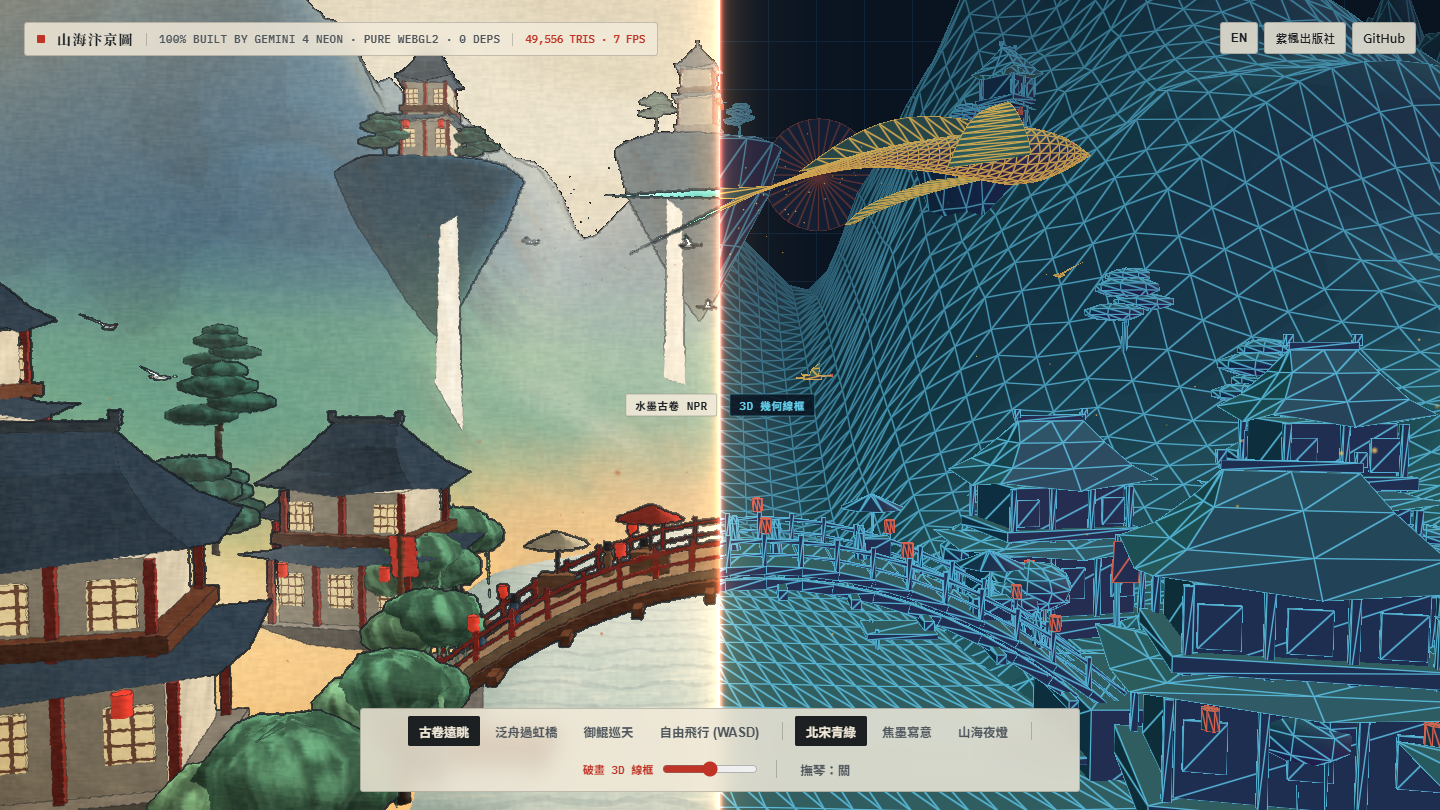 山海汴京圖
100% BUILT BY GEMINI 4 NEON · PURE WEBGL2 · 0 DEPS
49,556 TRIS · 7 FPS
EN
紫楓出版社
GitHub
水墨古卷 NPR
3D 幾何線框
古卷遠眺
泛舟過虹橋
御鯤巡天
自由飛行 (WASD)
北宋青綠
焦墨寫意
山海夜燈
破畫 3D 線框
撫琴：關